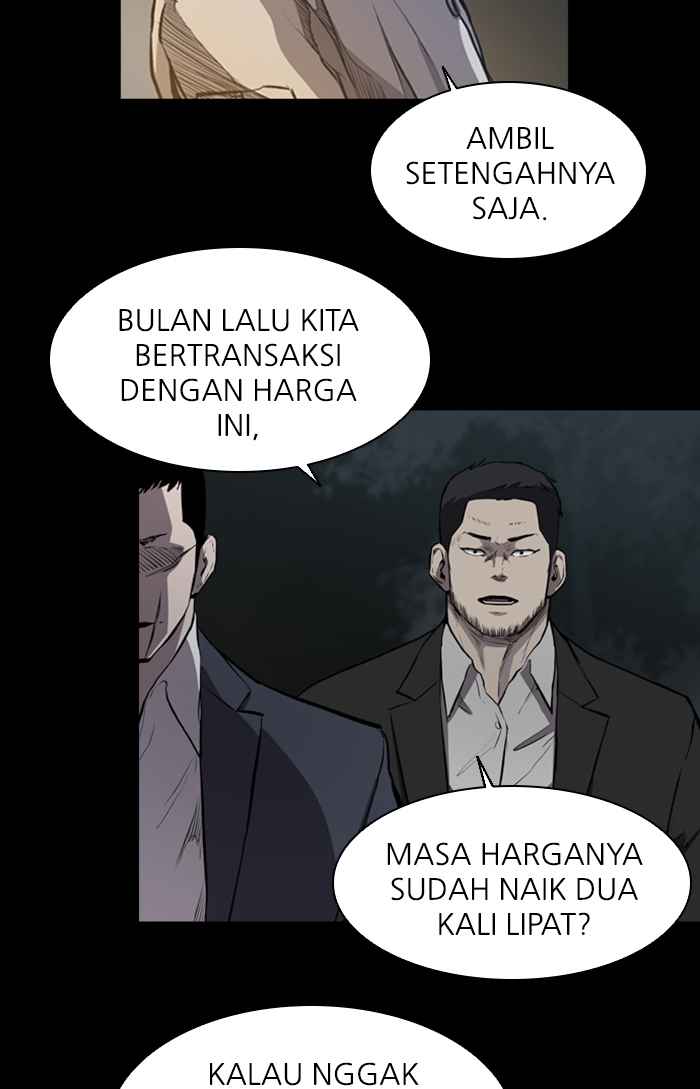 AMBIL
SETENGAHNYA
SAJA.
BULAN LALU KITA
BERTRANSAKSI
DENGAN HARGA
INI,
MASA HARGANYA
SUDAH NAIK DUA
KALI LIPAT?
KALAU NGGAK